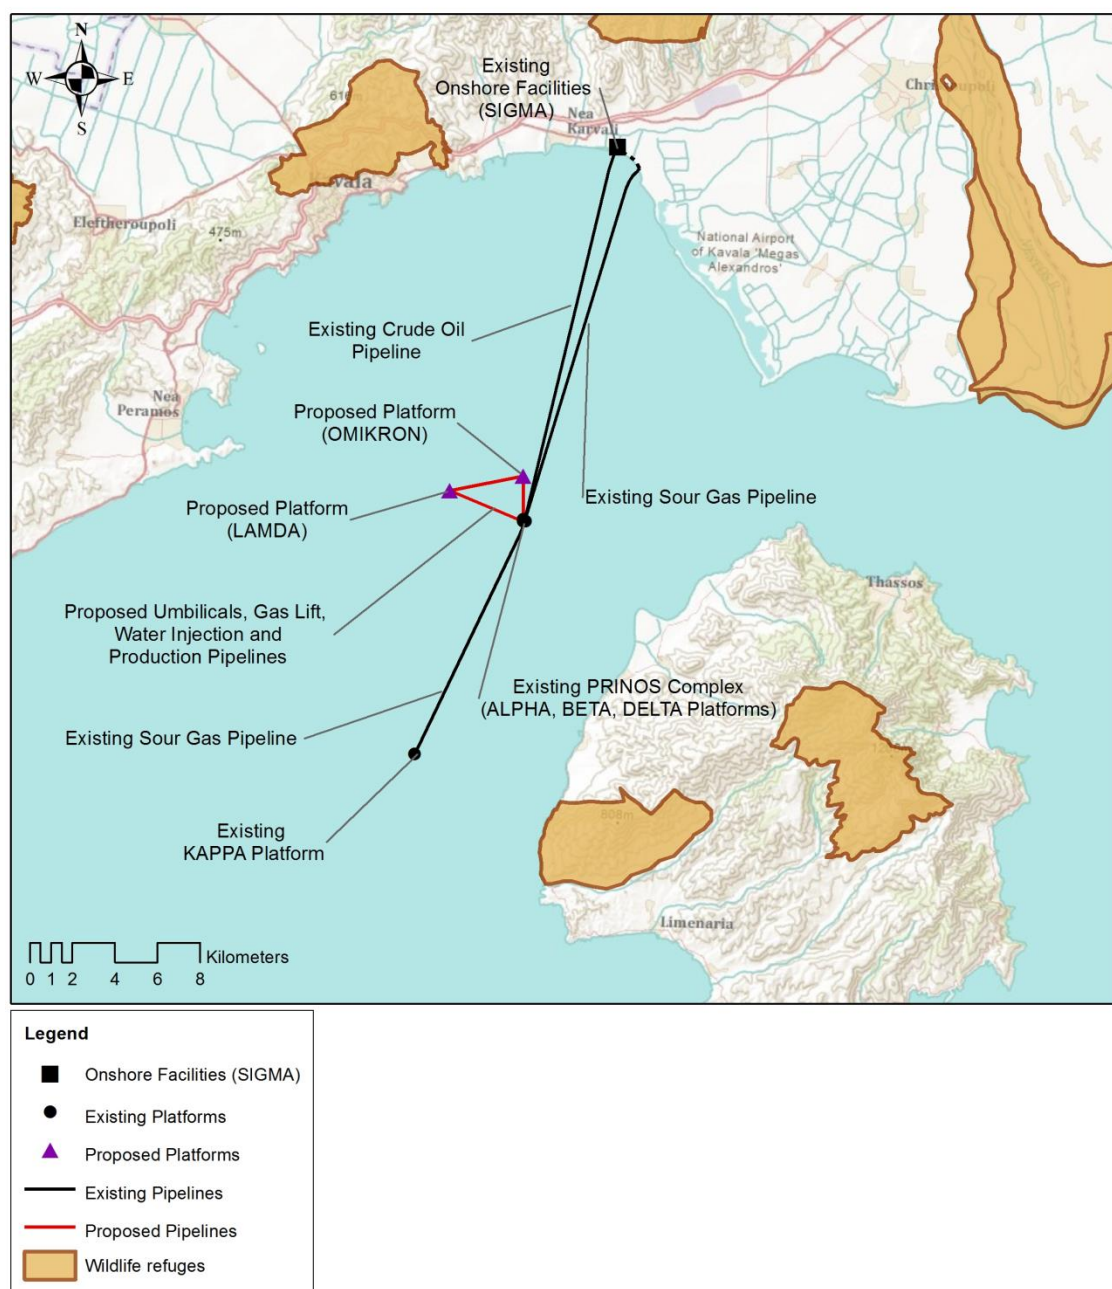 N
W
E
S
Existing
Onshore Facilities
(SIGMA)
Nea
Karvali
616m
vala
Eleftheroupoli
475m
National Airport
of Kavala 'Megas
Alexandros'
Existing Crude Oil
Pipeline
Nea
Peramos
Proposed Platform
(OMIKRON)
Existing Sour Gas Pipeline
Proposed Platform
(LAMDA)
Thassos
Proposed Umbilicals, Gas Lift,
Water Injection and
Production Pipelines
Existing PRINOS Complex
(ALPHA, BETA, DELTA Platforms)
Existing Sour Gas Pipeline
808m
Existing
KAPPA Platform
Limenaria
Kilometers
0 1 2 4 6 8
Legend
Onshore Facilities (SIGMA)
Existing Platforms
Proposed Platforms
Existing Pipelines
Proposed Pipelines
Wildlife refuges